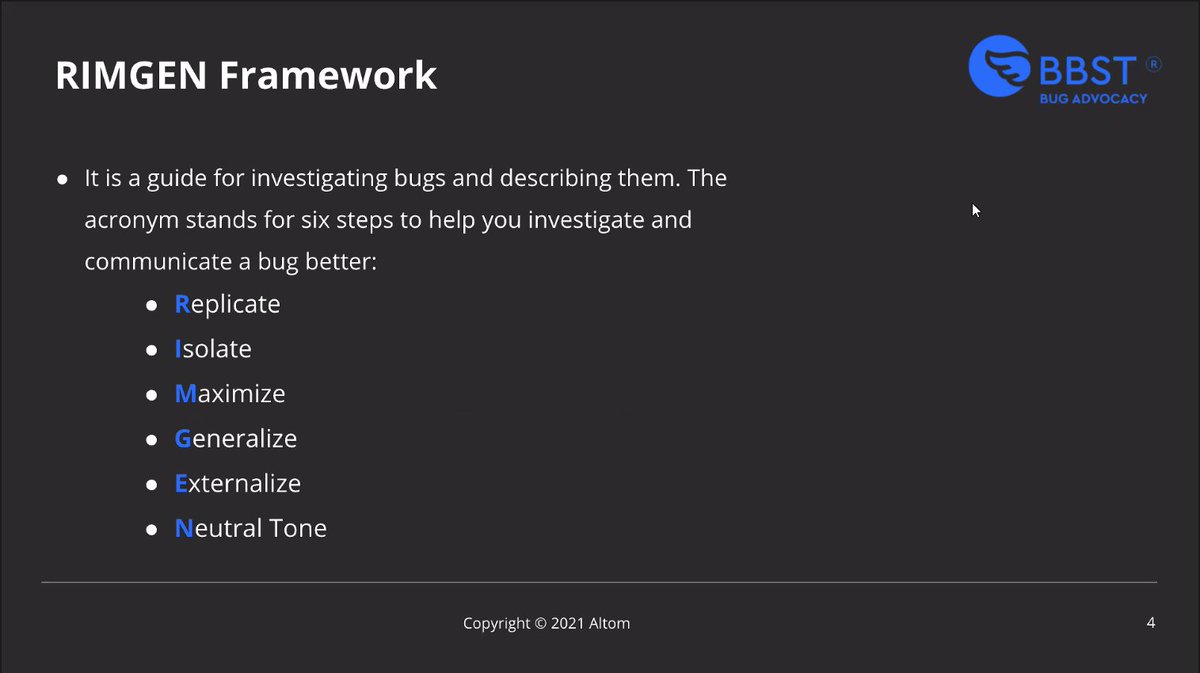 RIMGEN Framework
BBST ®
BUG ADVOCACY
● It is a guide for investigating bugs and describing them. The
acronym stands for six steps to help you investigate and
communicate a bug better:
● Replicate
● Isolate
● Maximize
● Generalize
● Externalize
● Neutral Tone
Copyright © 2021 Altom
4